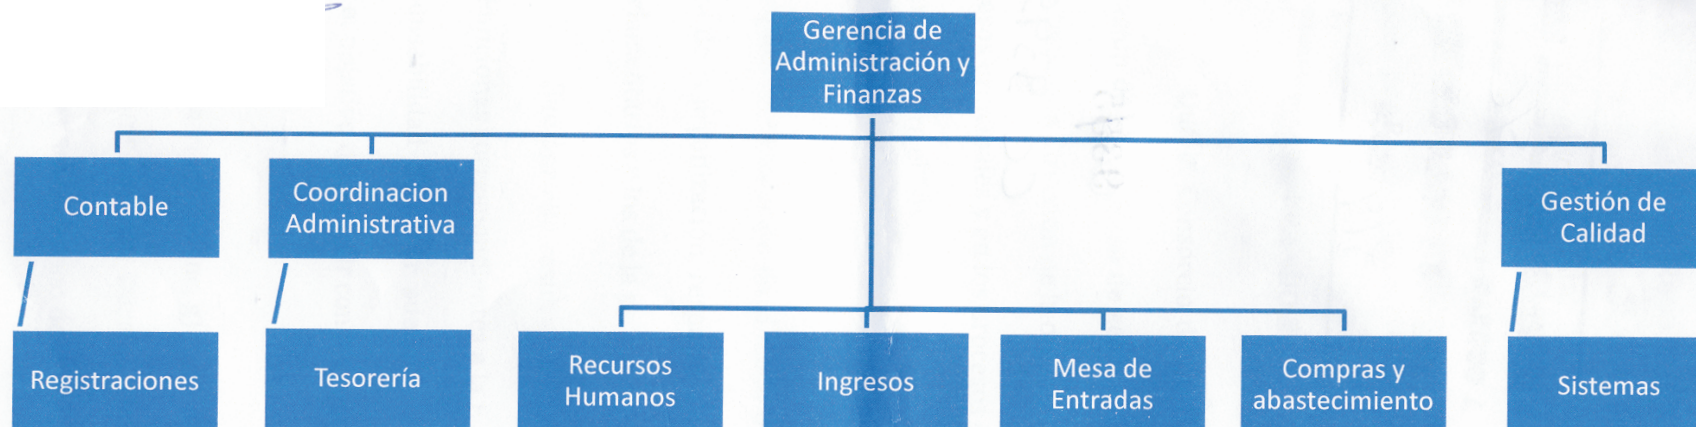 Gerencia de
Administración y
Finanzas
Contable
Coordinacion
Administrativa
Gestión de
Calidad
Registraciones
Tesorería
Recursos
Humanos
Ingresos
Mesa de
Entradas
Compras y
abastecimiento
Sistemas